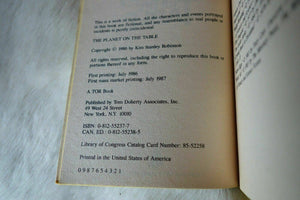 This is a work of fiction. All the characters and events portrayed
in this book are fictional, and any resemblance to real people or
incidents is purely coincidental.
THE PLANET ON THE TABLE
Copyright © 1986 by Kim Stanley Robinson
All rights reserved, including the right to reproduce this book or
portions thereof in any form.
First printing: July 1986
First mass market printing: July 1987
A TOR Book
Published by Tom Doherty Associates, Inc.
49 West 24 Street
New York, N.Y. 10010
ISBN: 0-812-55237-7
CAN. ED.: 0-812-55238-5
Library of Congress Catalog Card Number: 85-52258
Printed in the United States of America
0 9 8 7 6 5 4 3 2 1